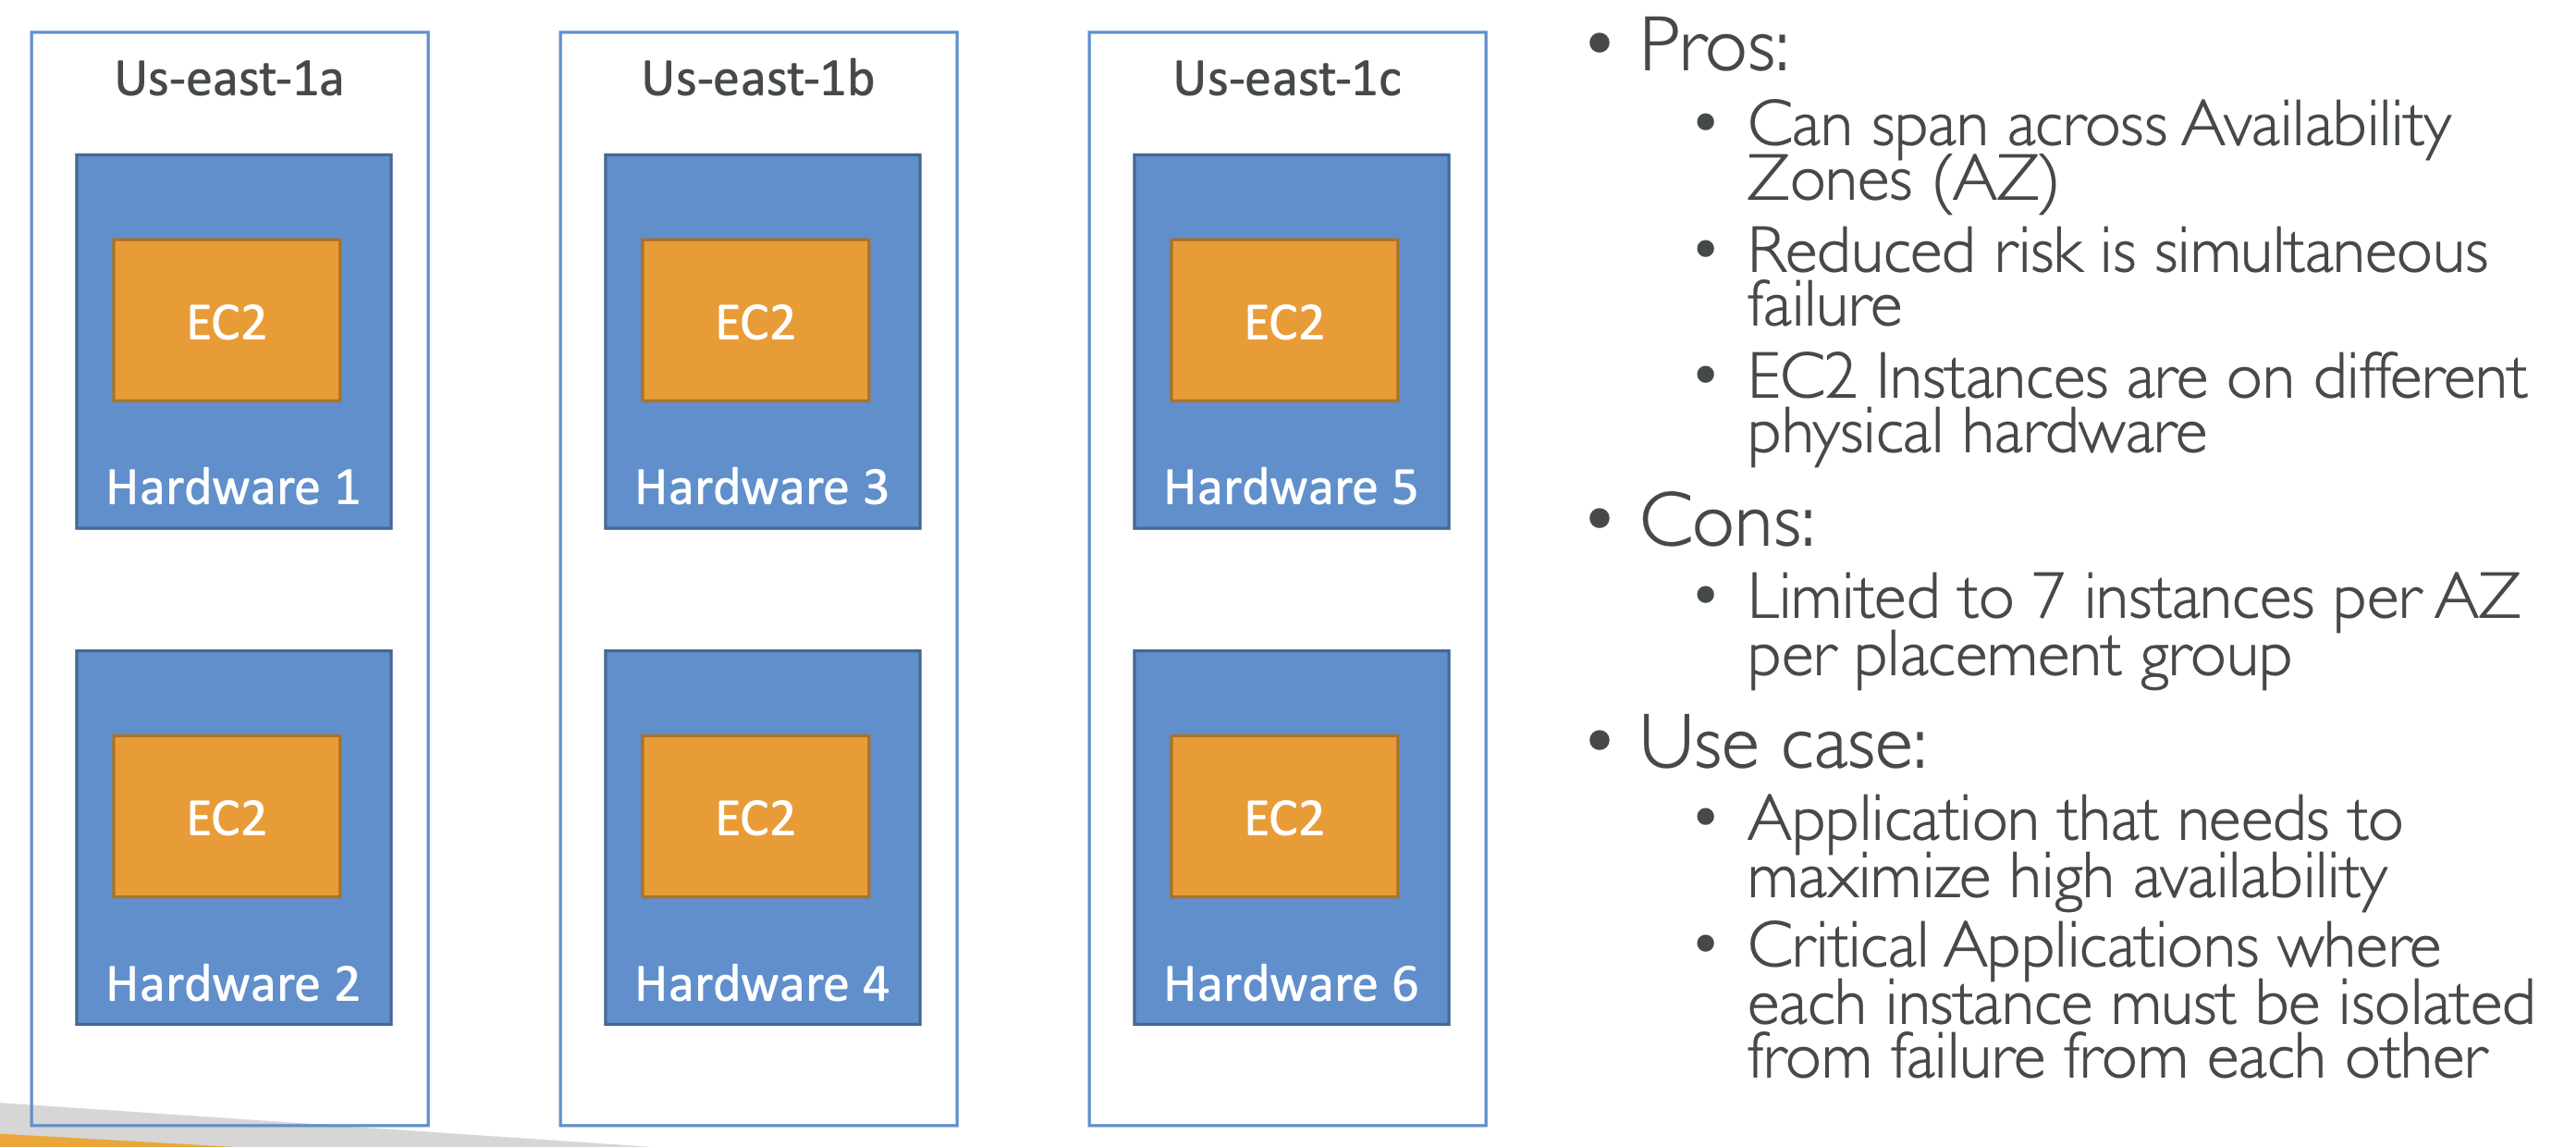 Us-east-1a
EC2
Hardware 1
EC2
Hardware 2
Us-east-1b
EC2
Hardware 3
EC2
Hardware 4
Us-east-1c
EC2
Hardware 5
EC2
Hardware 6
• Pros:
• Can span across Availability
Zones (AZ)
• Reduced risk is simultaneous
failure
• EC2 Instances are on different
physical hardware
• Cons:
• Limited to 7 instances per AZ
per placement group
• Use case:
• Application that needs to
maximize high availability
• Critical Applications where
each instance must be isolated
from failure from each other